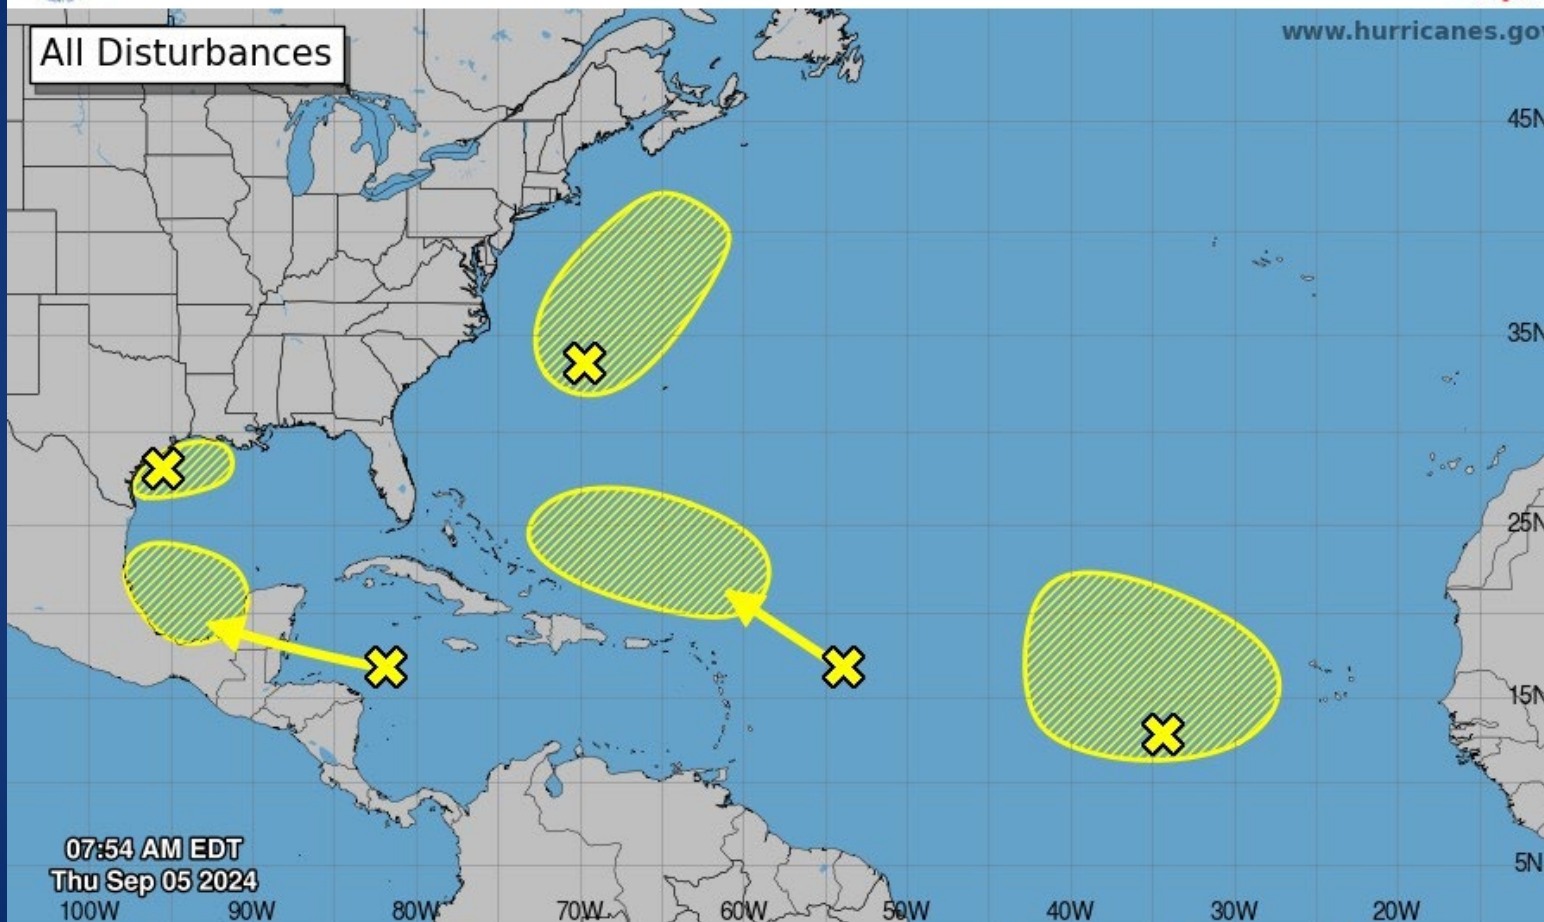 All Disturbances
www.hurricanes.gov
45N
35N
25N
15N
5N
07:54 AM EDT
Thu Sep 05 2024
100W 90W 80W 70W 60W 50W 40W 30W 20W